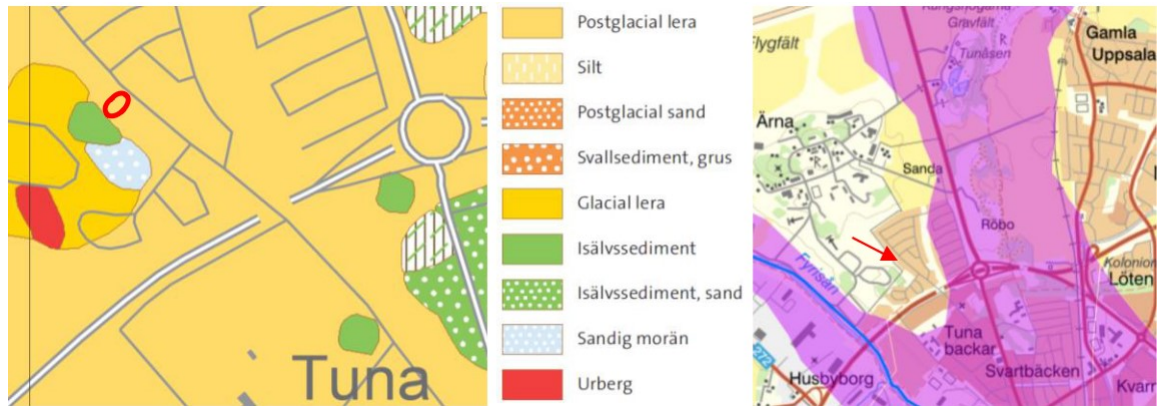 Tuna
Postglacial lera
Silt
Postglacial sand
Svallsediment, grus
Glacial lera
Isälvssediment
Isälvssediment, sand
Sandig morän
Urberg
Gravfält
Tunåsen
Flygfält
Gamla
Uppsala
Ärna
Sanda
Röbo
Fyrisån
Löten
Tuna
backar
272
Husbyborg
Svartbäcken